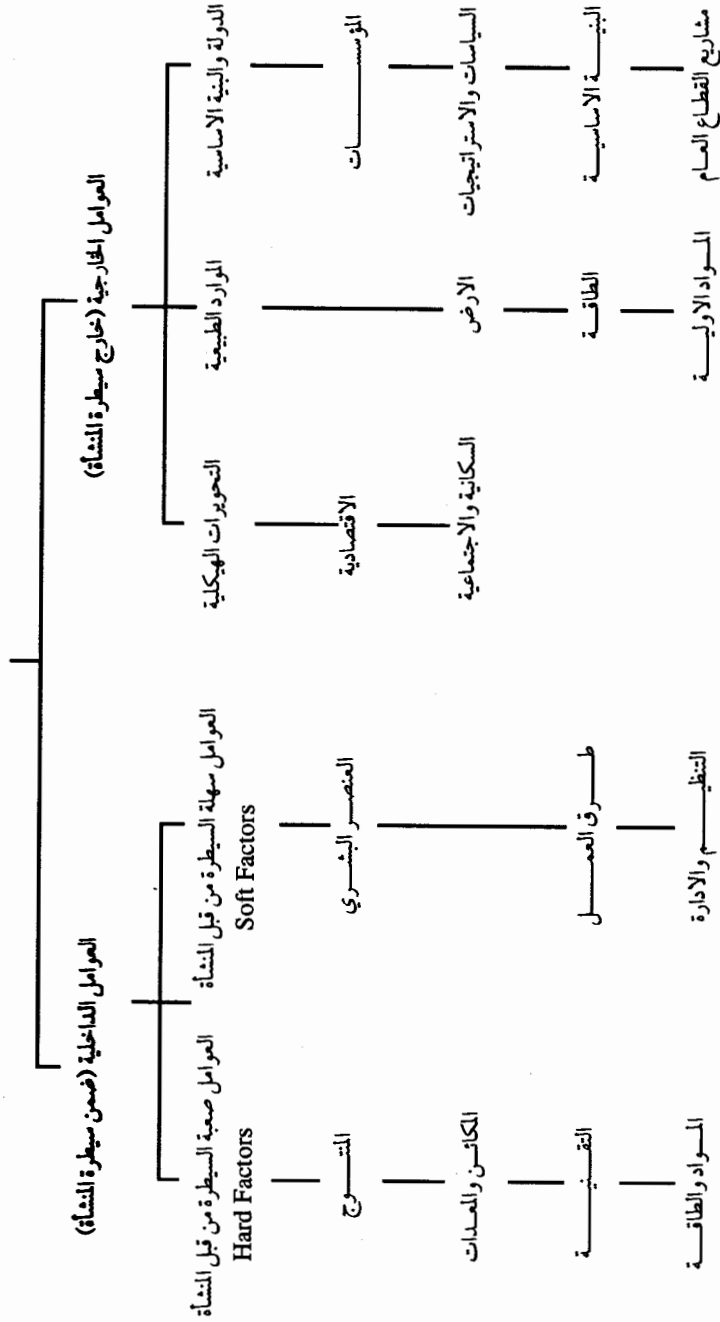 العوامل الخارجية (خارج سيطرة المنشأة)
الدولة والبنية الاساسية
المؤسسات
السياسات والاستراتيجيات
البنية الاساسية
مشاريع القطاع العام
الموارد الطبيعية
الارض
الطاقة
المواد الاولية
التحويرات الهيكلية
الاقتصادية
السكانية والاجتماعية
العوامل الداخلية (ضمن سيطرة المنشأة)
العوامل سهلة السيطرة من قبل المنشأة
Soft Factors
العنصر البشري
طرق العمل
التنظيم والادارة
العوامل صعبة السيطرة من قبل المنشأة
Hard Factors
المنتوج
المكائن والمعدات
التقنية
المواد والطاقة